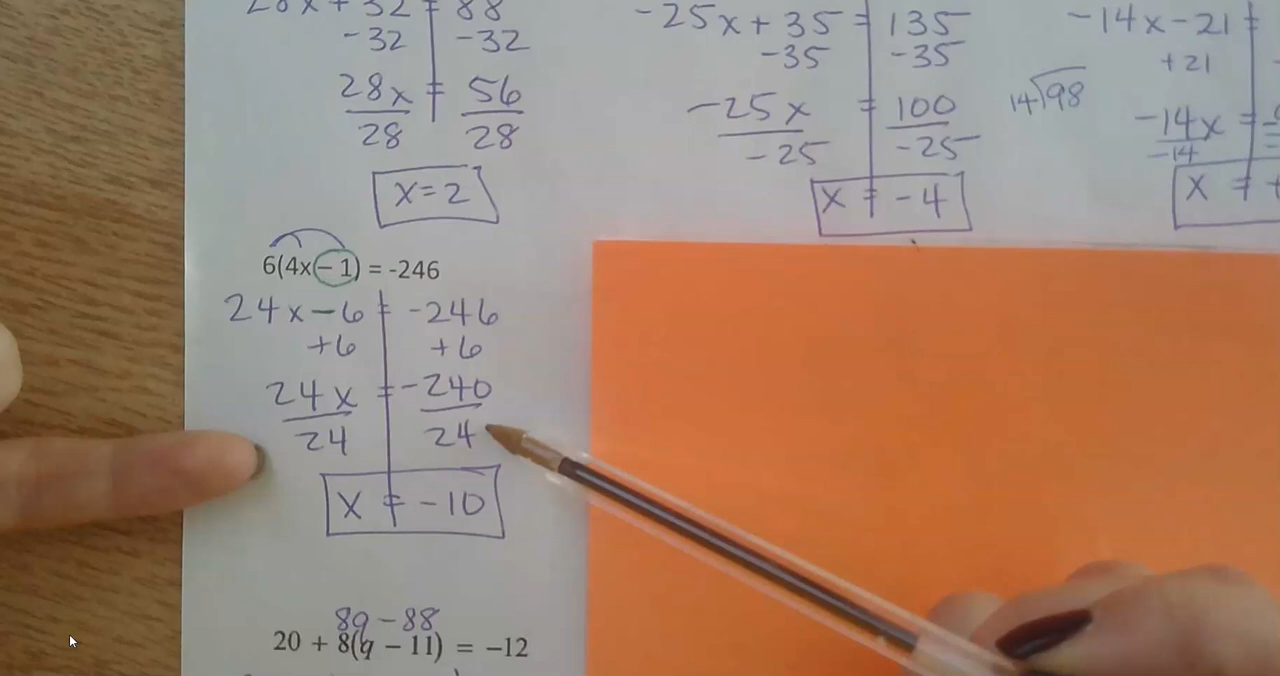 28x + 32 = 88
-32 -32
28x = 56
28 28
x = 2
-25x + 35 = 135
-35 -35
-25x = 100
-25 -25
x = -4
-14x - 21 =
+21
14)98
-14x =
-14
x = +
6(4x - 1) = -246
24x - 6 = -246
+6 +6
24x = -240
24 24
x = -10
8q - 88
20 + 8(q - 11) = -12